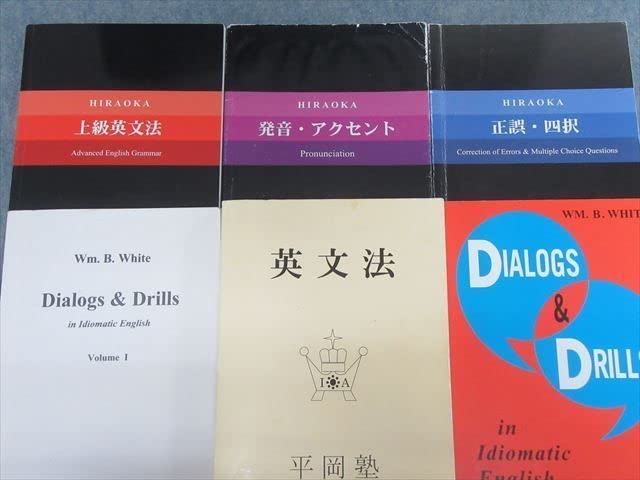 HIRAOKA
上級英文法
Advanced English Grammar
HIRAOKA
発音・アクセント
Pronunciation
HIRAOKA
正誤・四択
Correction of Errors & Multiple Choice Questions
Wm. B. White
Dialogs & Drills
in Idiomatic English
Volume I
英文法
I A
平岡塾
WM. B. WHITE
DIALOGS
&
DRILLS
in
Idiomatic
English